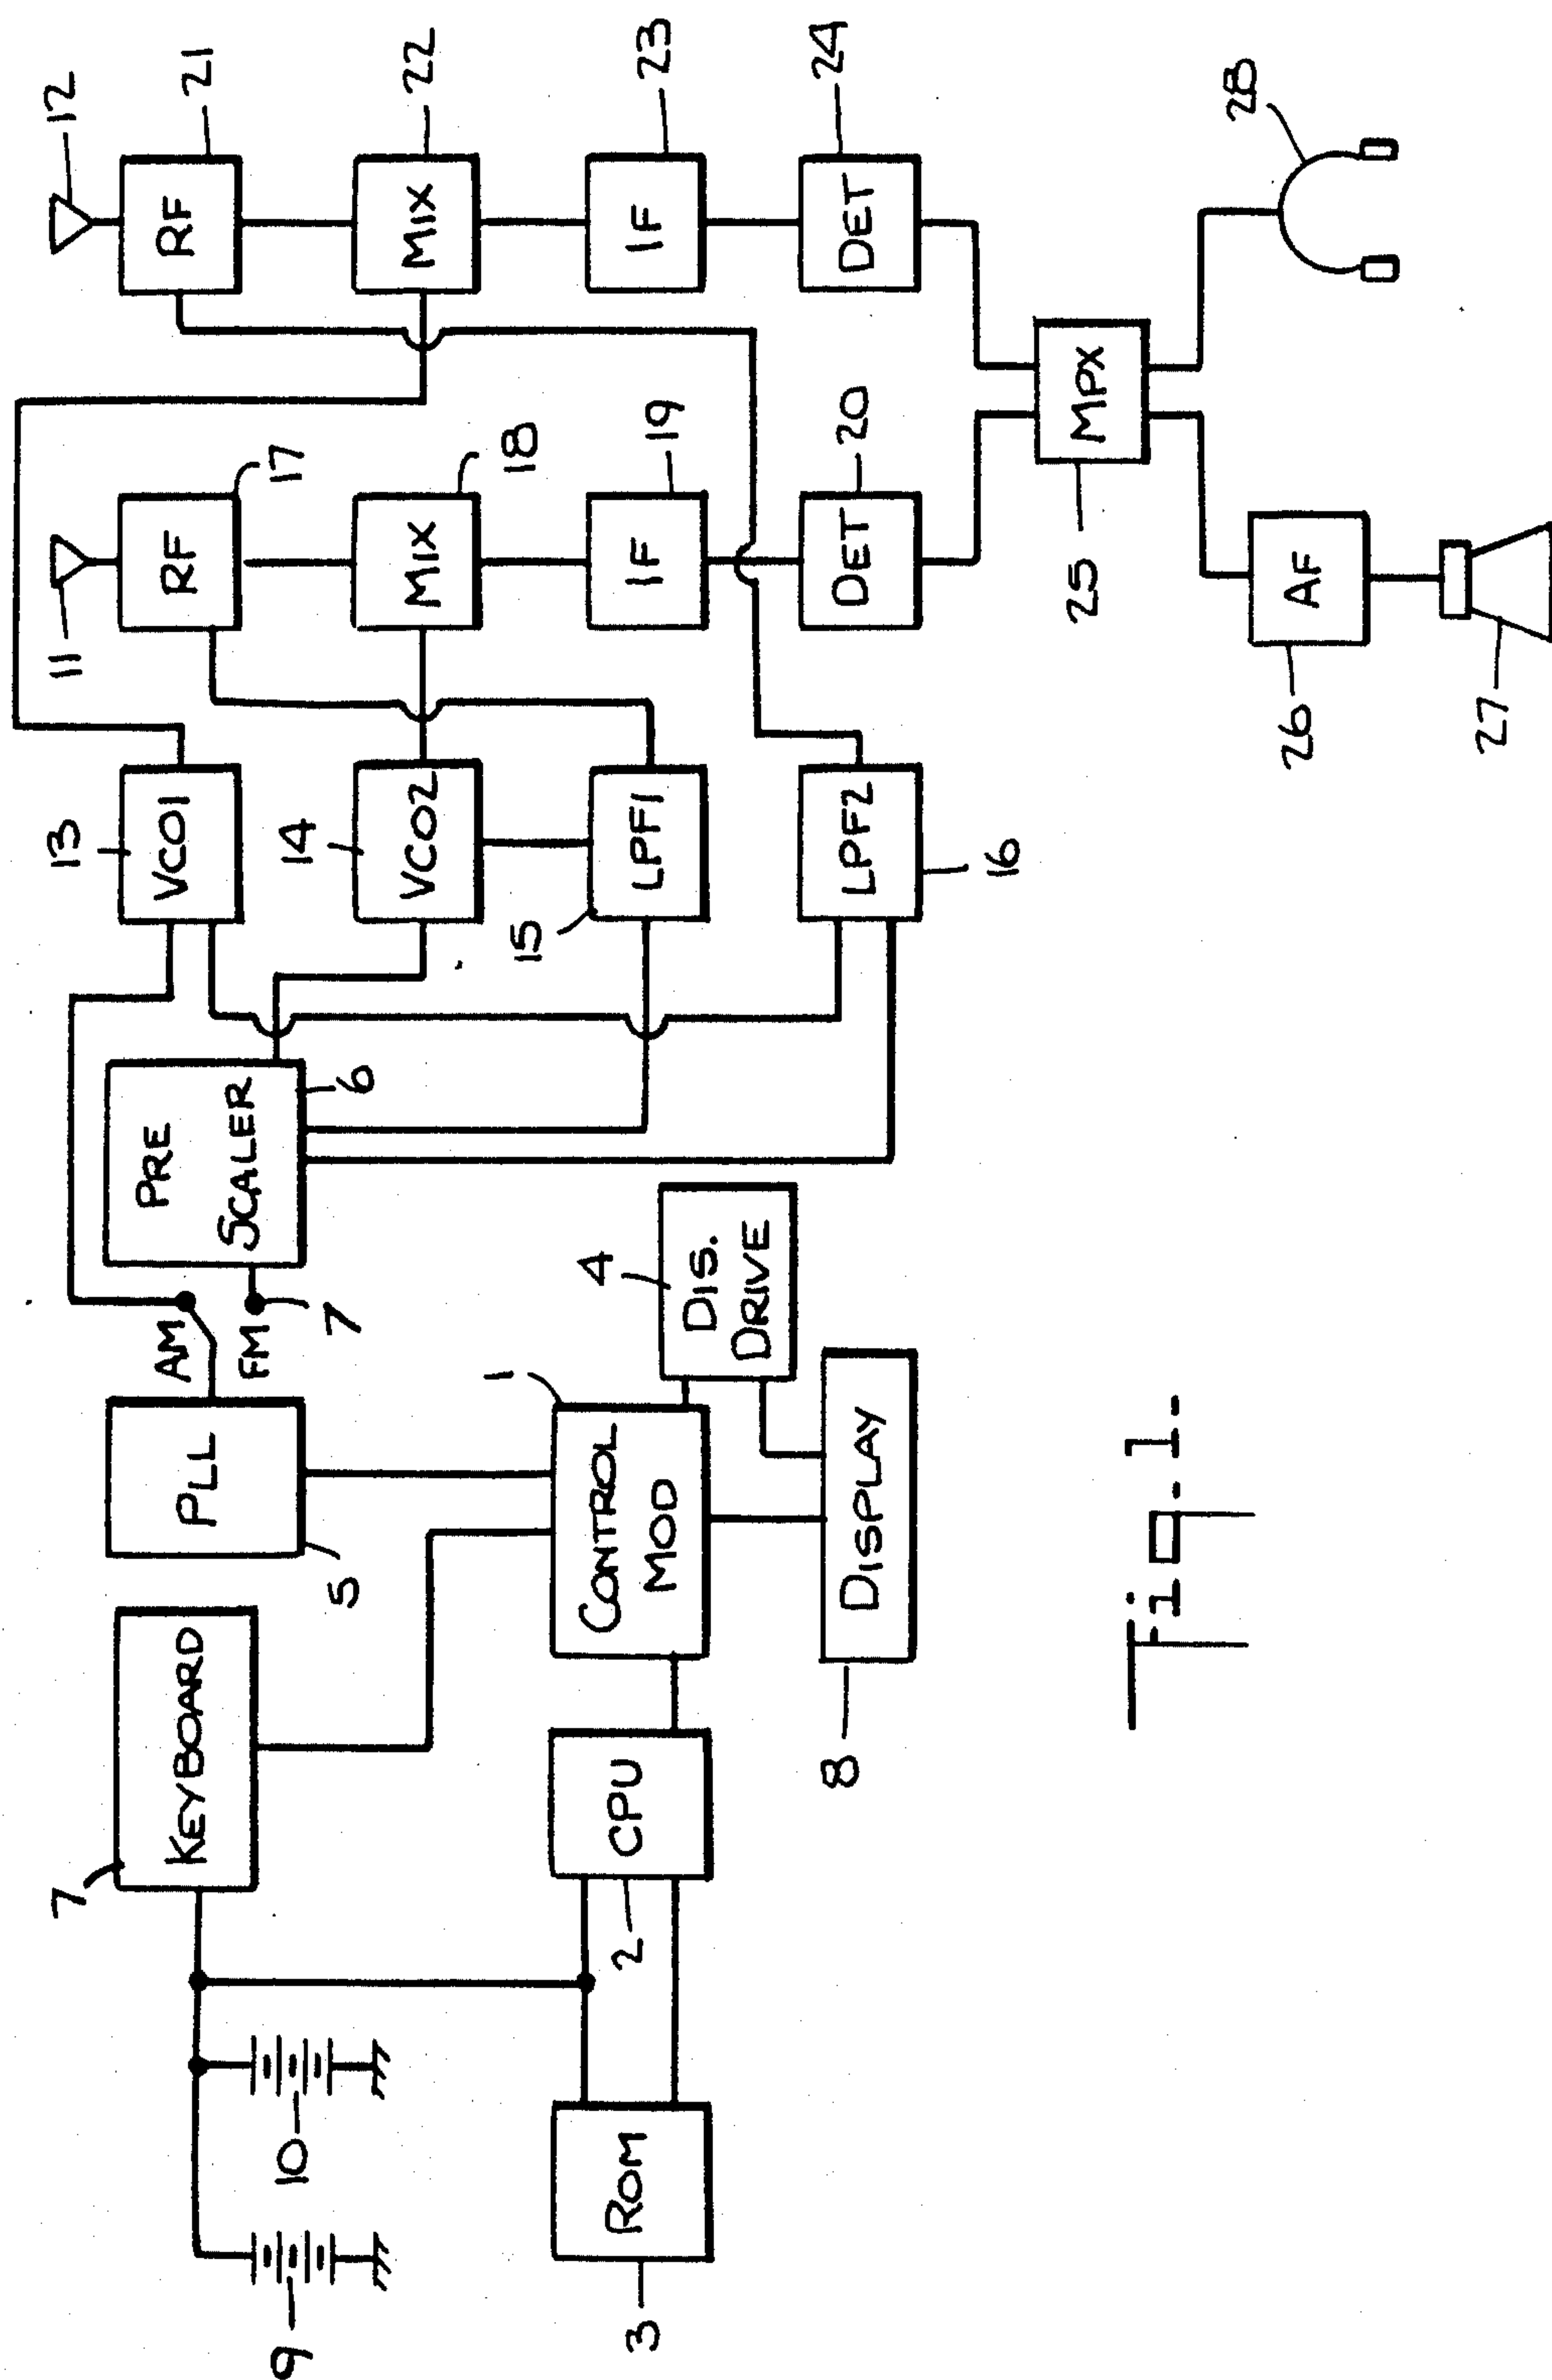 7
13
11
12
KEYBOARD
PLL
AM
FM
PRE
SCALER
VCO1
RF
RF
21
17
9
10
5
7
6
14
VCO2
MIX
MIX
22
18
1
15
ROM
CPU
CONTROL
MOD
4
LPF1
IF
IF
23
19
3
2
DIS.
DRIVE
8
DISPLAY
LPF2
DET
DET
24
20
16
25
MPX
Fig. 1.
26
AF
28
27